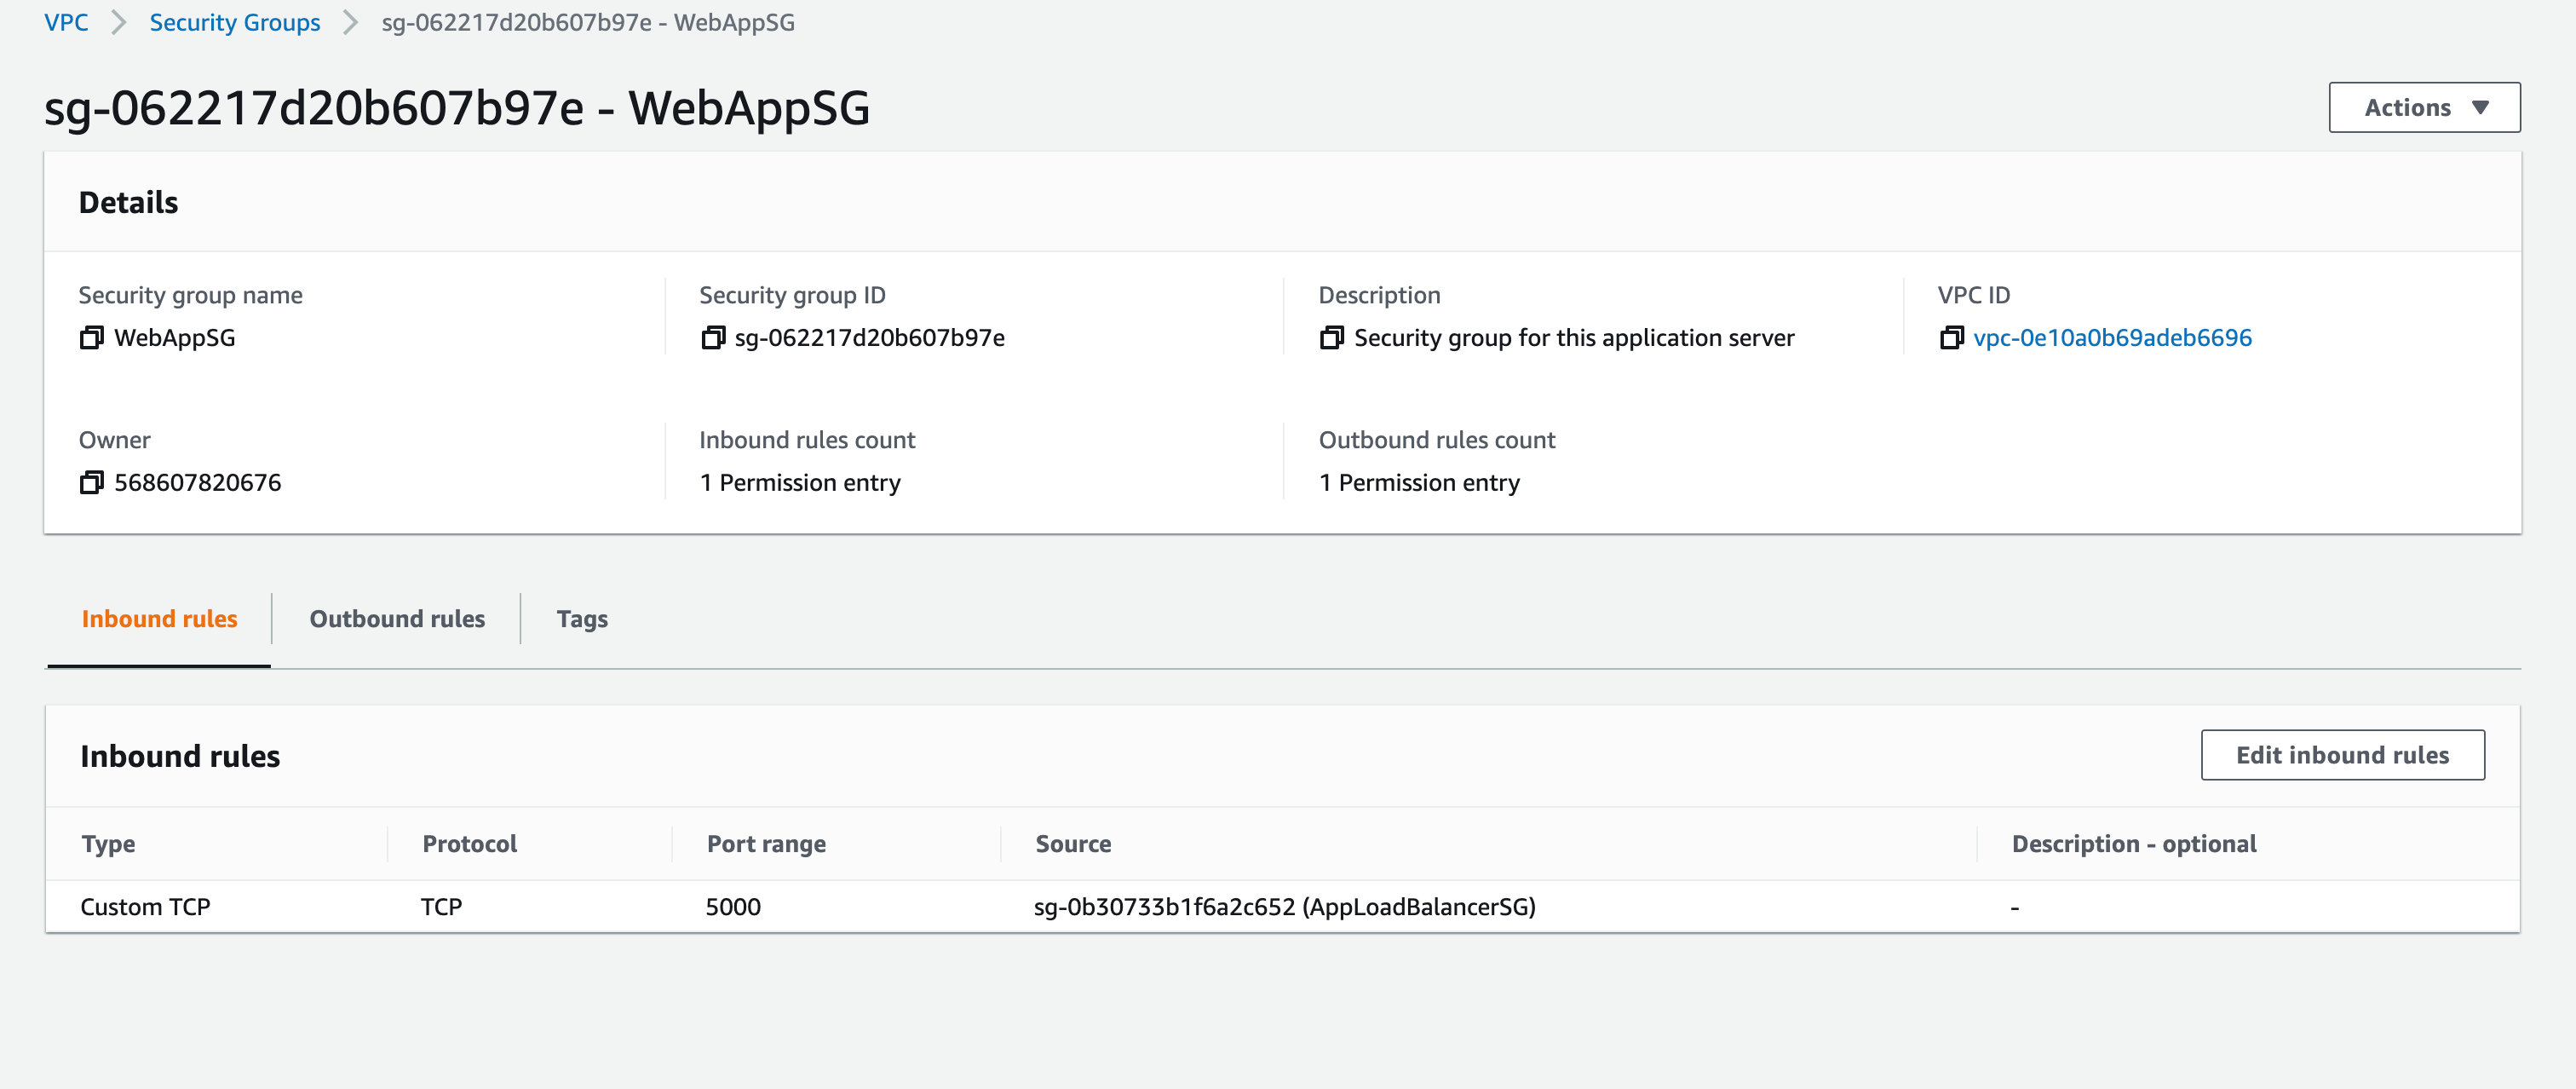 VPC Security Groups sg-062217d20b607b97e - WebAppSG
sg-062217d20b607b97e - WebAppSG
Actions
Details
Security group name
WebAppSG
Security group ID
sg-062217d20b607b97e
Description
Security group for this application server
VPC ID
vpc-0e10a0b69adeb6696
Owner
568607820676
Inbound rules count
1 Permission entry
Outbound rules count
1 Permission entry
Inbound rules Outbound rules Tags
Inbound rules
Edit inbound rules
Type Protocol Port range Source Description - optional
Custom TCP TCP 5000 sg-0b30733b1f6a2c652 (AppLoadBalancerSG) -